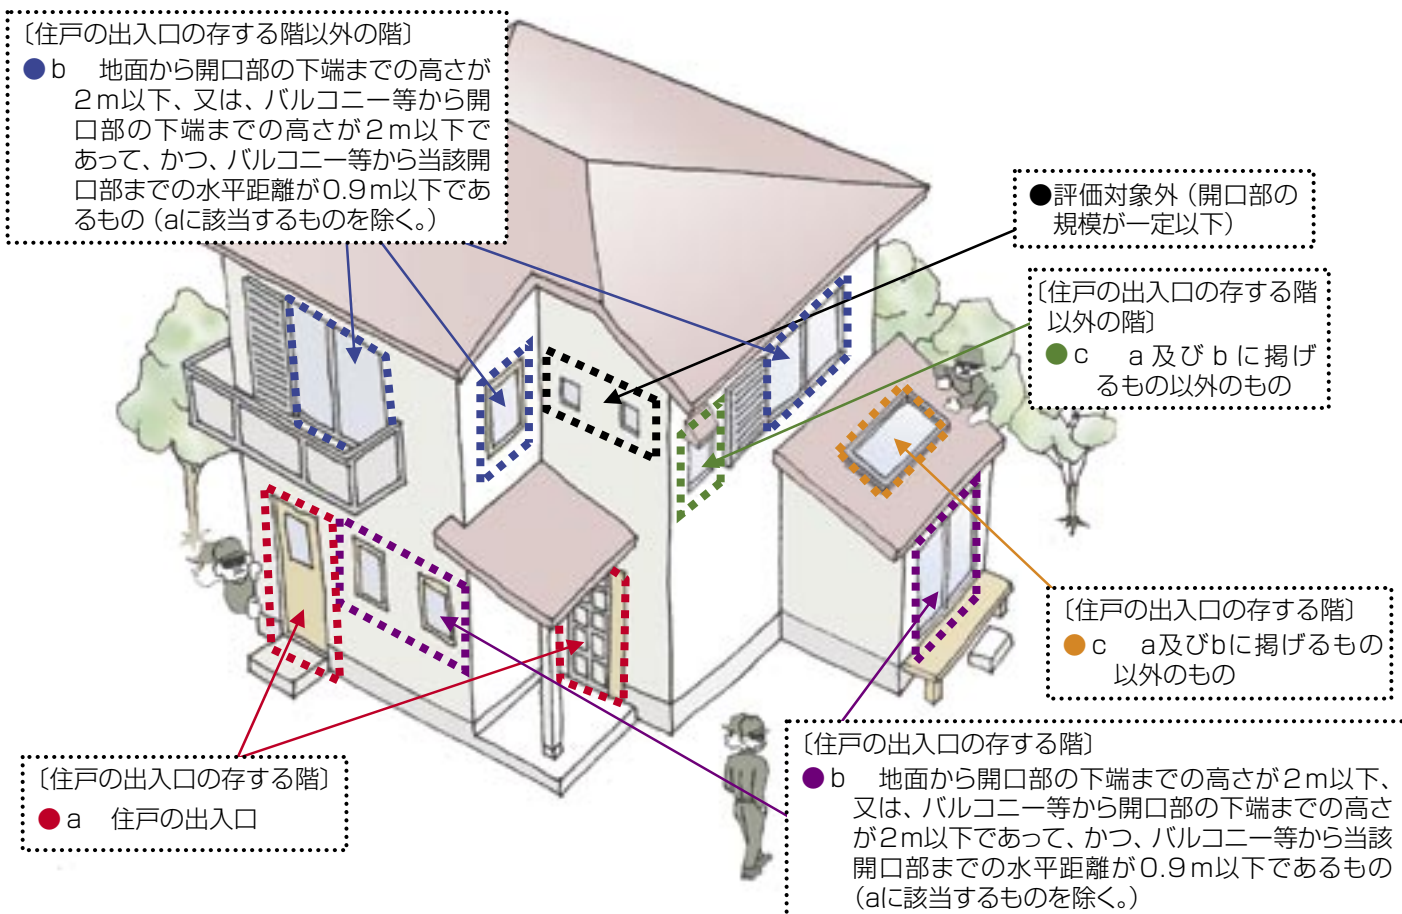 〔住戸の出入口の存する階以外の階〕
●b 地面から開口部の下端までの高さが
2m以下、又は、バルコニー等から開
口部の下端までの高さが2m以下で
あって、かつ、バルコニー等から当該開
口部までの水平距離が0.9m以下であ
るもの(aに該当するものを除く。)
●評価対象外(開口部の
規模が一定以下)
〔住戸の出入口の存する階
以外の階〕
●c a及びbに掲げ
るもの以外のもの
〔住戸の出入口の存する階〕
●c a及びbに掲げるもの
以外のもの
〔住戸の出入口の存する階〕
●a 住戸の出入口
〔住戸の出入口の存する階〕
●b 地面から開口部の下端までの高さが2m以下、
又は、バルコニー等から開口部の下端までの高さ
が2m以下であって、かつ、バルコニー等から当該
開口部までの水平距離が0.9m以下であるもの
(aに該当するものを除く。)